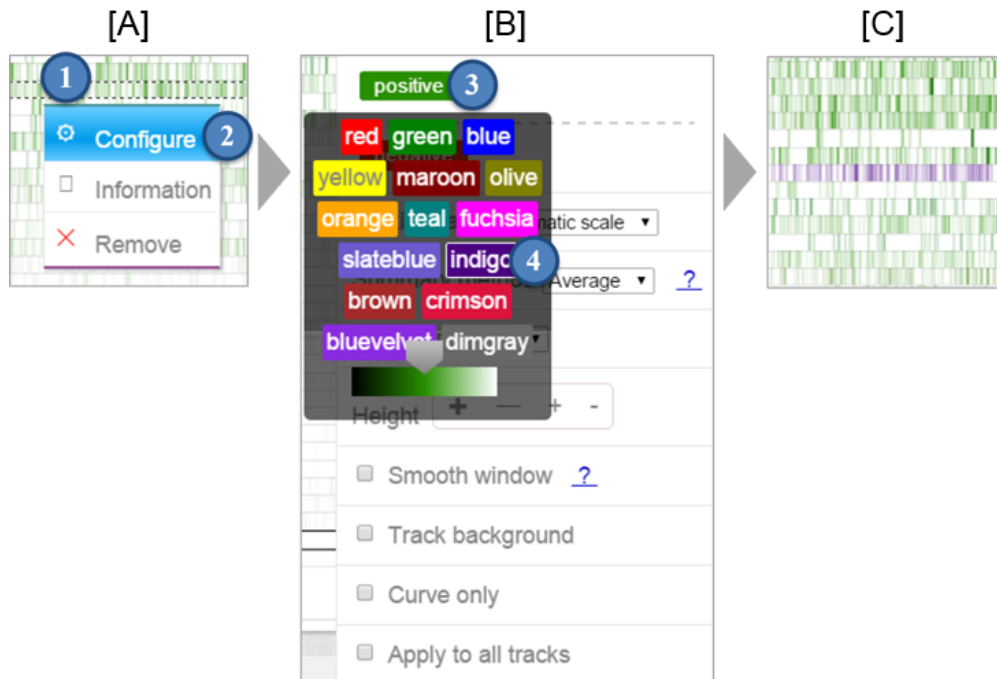 [A] [B] [C]
1
Configure 2
Information
Remove
positive 3
red green blue
negative
yellow maroon olive
orange teal fuchsia matic scale
slateblue indigo 4
Average ?
brown crimson
bluevelvet dimgray
Height + — + -
Smooth window ?
Track background
Curve only
Apply to all tracks